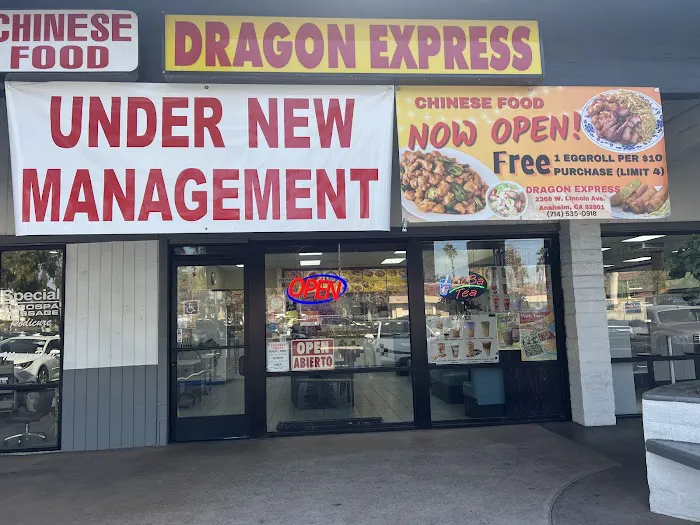 CHINESE
FOOD
DRAGON EXPRESS
UNDER NEW
MANAGEMENT
CHINESE FOOD
NOW OPEN!
Free 1 EGGROLL PER $10
PURCHASE (LIMIT 4)
DRAGON EXPRESS
2368 W. Lincoln Ave.
Anaheim, CA 92801
(714) 535-0918
Special
OPEN
Tea
OPEN
ABIERTO